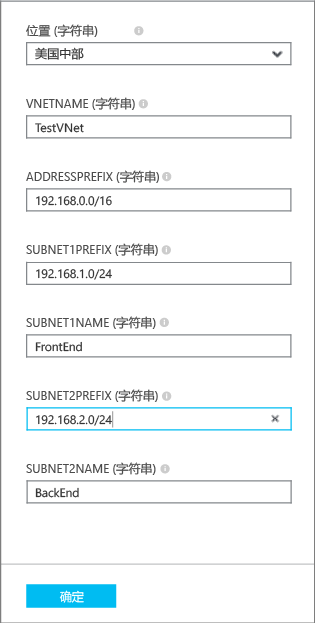 位置 (字符串)
美国中部
VNETNAME (字符串)
TestVNet
ADDRESSPREFIX (字符串)
192.168.0.0/16
SUBNET1PREFIX (字符串)
192.168.1.0/24
SUBNET1NAME (字符串)
FrontEnd
SUBNET2PREFIX (字符串)
192.168.2.0/24
SUBNET2NAME (字符串)
BackEnd
确定